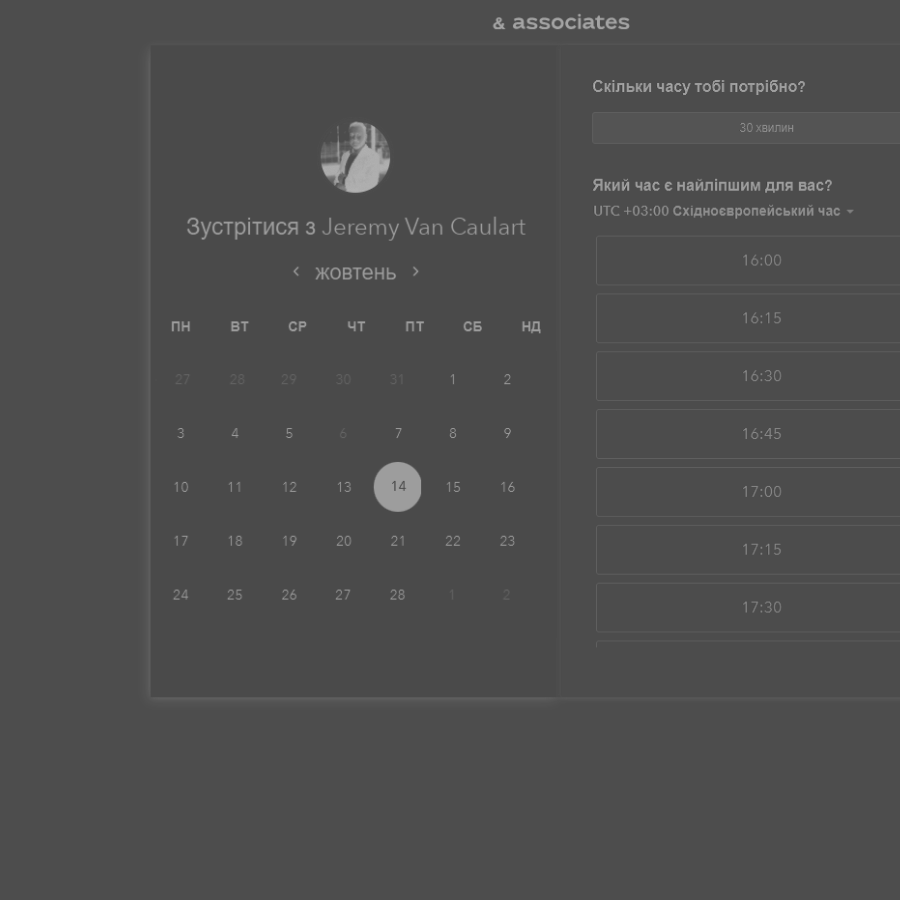 & associates
Зустрітися з Jeremy Van Caulart
‹ жовтень ›
ПН ВТ СР ЧТ ПТ СБ НД
27 28 29 30 31 1 2
3 4 5 6 7 8 9
10 11 12 13 14 15 16
17 18 19 20 21 22 23
24 25 26 27 28 1 2
Скільки часу тобі потрібно?
30 хвилин
Який час є найліпшим для вас?
UTC +03:00 Східноєвропейський час
16:00
16:15
16:30
16:45
17:00
17:15
17:30